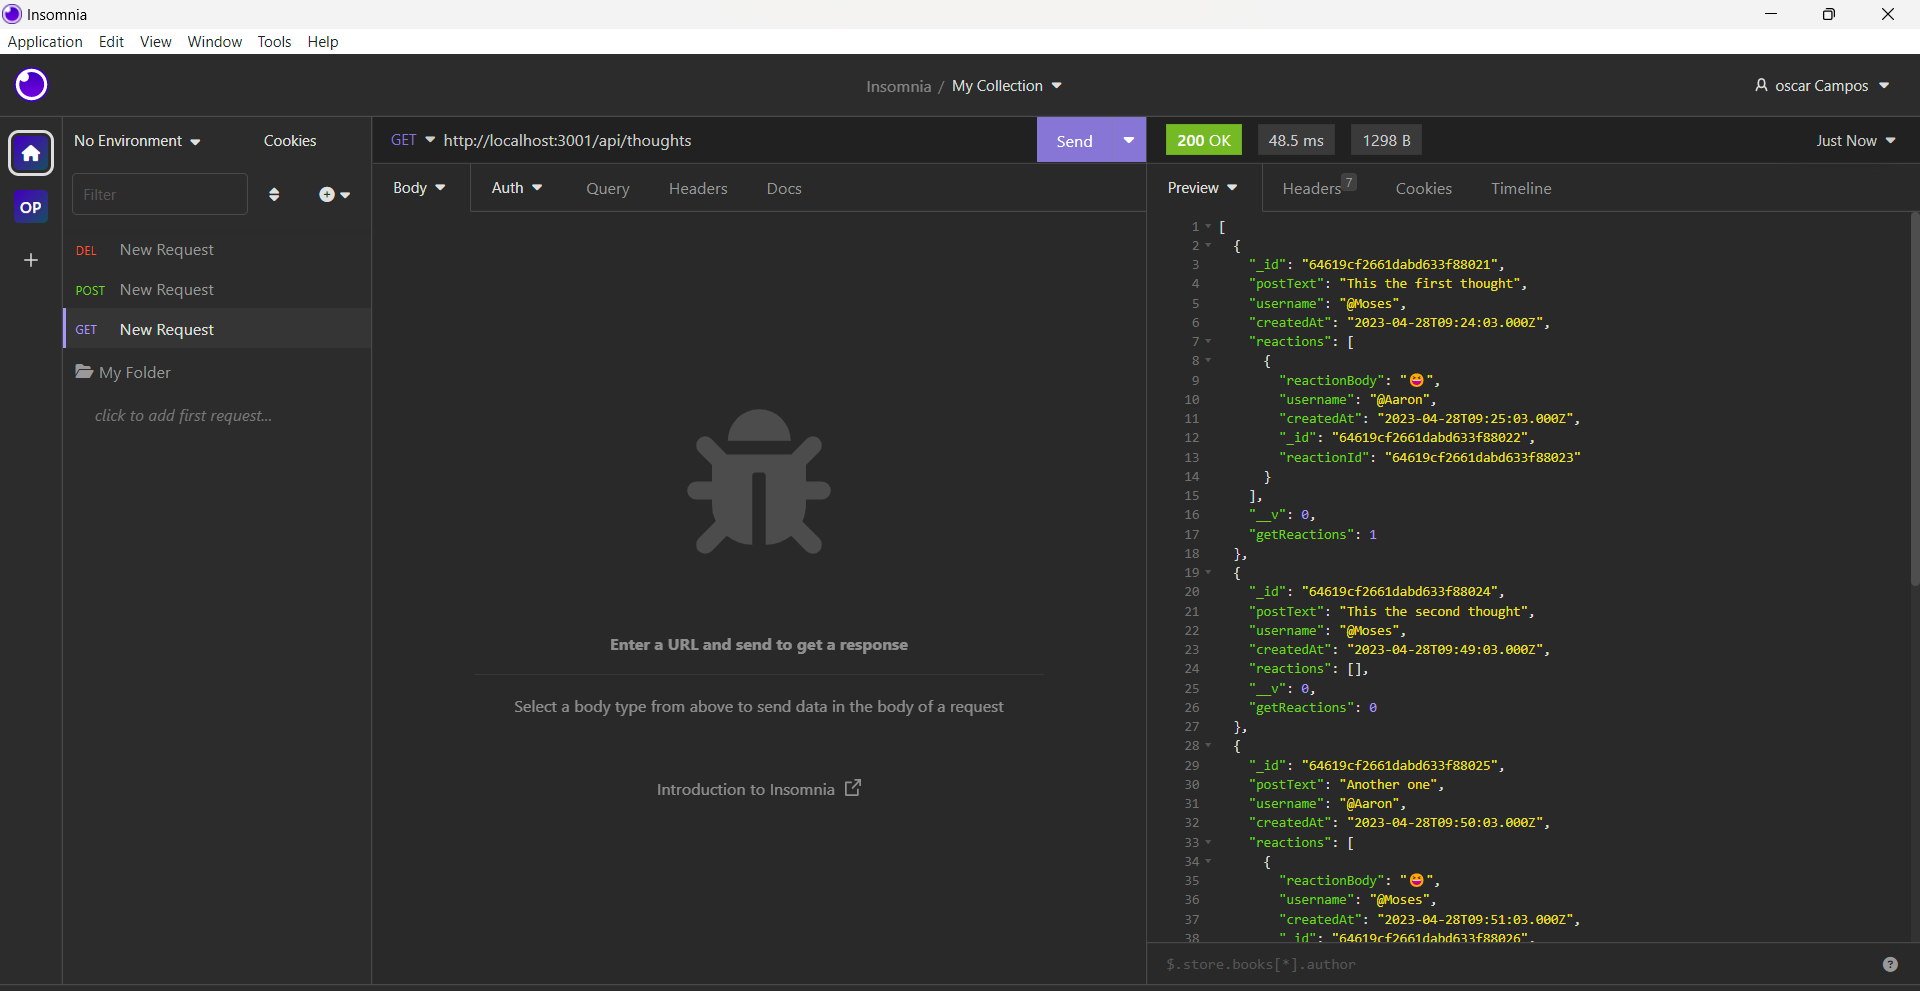 Insomnia
Application Edit View Window Tools Help
Insomnia / My Collection
oscar Campos
No Environment Cookies
GET http://localhost:3001/api/thoughts Send
200 OK 48.5 ms 1298 B Just Now
Filter
Body Auth Query Headers Docs
Preview Headers 7 Cookies Timeline
OP
DEL New Request
POST New Request
GET New Request
My Folder
click to add first request...
Enter a URL and send to get a response
Select a body type from above to send data in the body of a request
Introduction to Insomnia
1 [
2 {
3 "_id": "64619cf2661dabd633f88021",
4 "postText": "This the first thought",
5 "username": "@Moses",
6 "createdAt": "2023-04-28T09:24:03.000Z",
7 "reactions": [
8 {
9 "reactionBody": "😆",
10 "username": "@Aaron",
11 "createdAt": "2023-04-28T09:25:03.000Z",
12 "_id": "64619cf2661dabd633f88022",
13 "reactionId": "64619cf2661dabd633f88023"
14 }
15 ],
16 "__v": 0,
17 "getReactions": 1
18 },
19 {
20 "_id": "64619cf2661dabd633f88024",
21 "postText": "This the second thought",
22 "username": "@Moses",
23 "createdAt": "2023-04-28T09:49:03.000Z",
24 "reactions": [],
25 "__v": 0,
26 "getReactions": 0
27 },
28 {
29 "_id": "64619cf2661dabd633f88025",
30 "postText": "Another one",
31 "username": "@Aaron",
32 "createdAt": "2023-04-28T09:50:03.000Z",
33 "reactions": [
34 {
35 "reactionBody": "😆",
36 "username": "@Moses",
37 "createdAt": "2023-04-28T09:51:03.000Z",
38 "_id": "64619cf2661dabd633f88026",
$.store.books[*].author